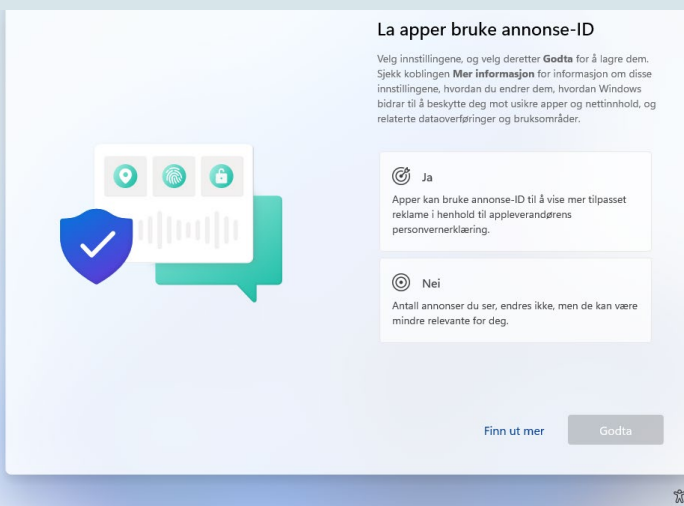 La apper bruke annonse-ID
Velg innstillingene, og velg deretter Godta for å lagre dem.
Sjekk koblingen Mer informasjon for informasjon om disse
innstillingene, hvordan du endrer dem, hvordan Windows
bidrar til å beskytte deg mot usikre apper og nettinnhold, og
relaterte dataoverføringer og bruksområder.
Ja
Apper kan bruke annonse-ID til å vise mer tilpasset
reklame i henhold til appleverandørens
personvernerklæring.
Nei
Antall annonser du ser, endres ikke, men de kan være
mindre relevante for deg.
Finn ut mer
Godta